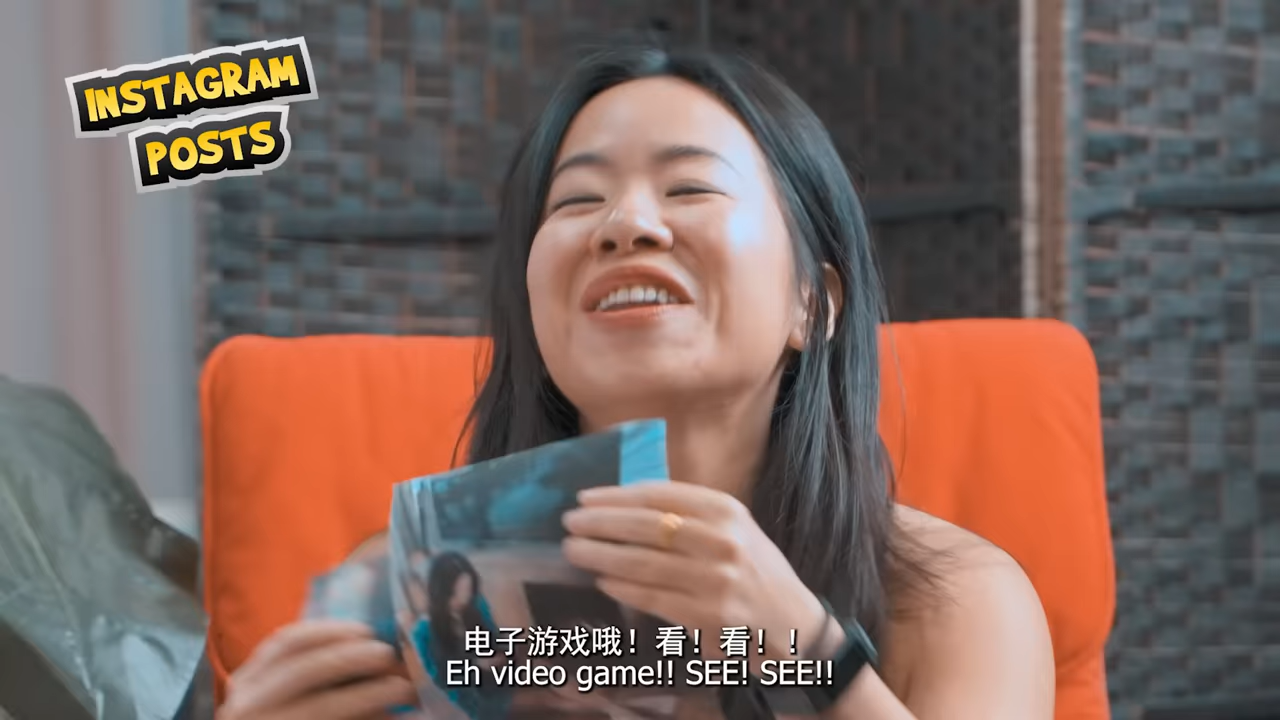 INSTAGRAM
POSTS
电子游戏哦！看！看！！
Eh video game!! SEE! SEE!!